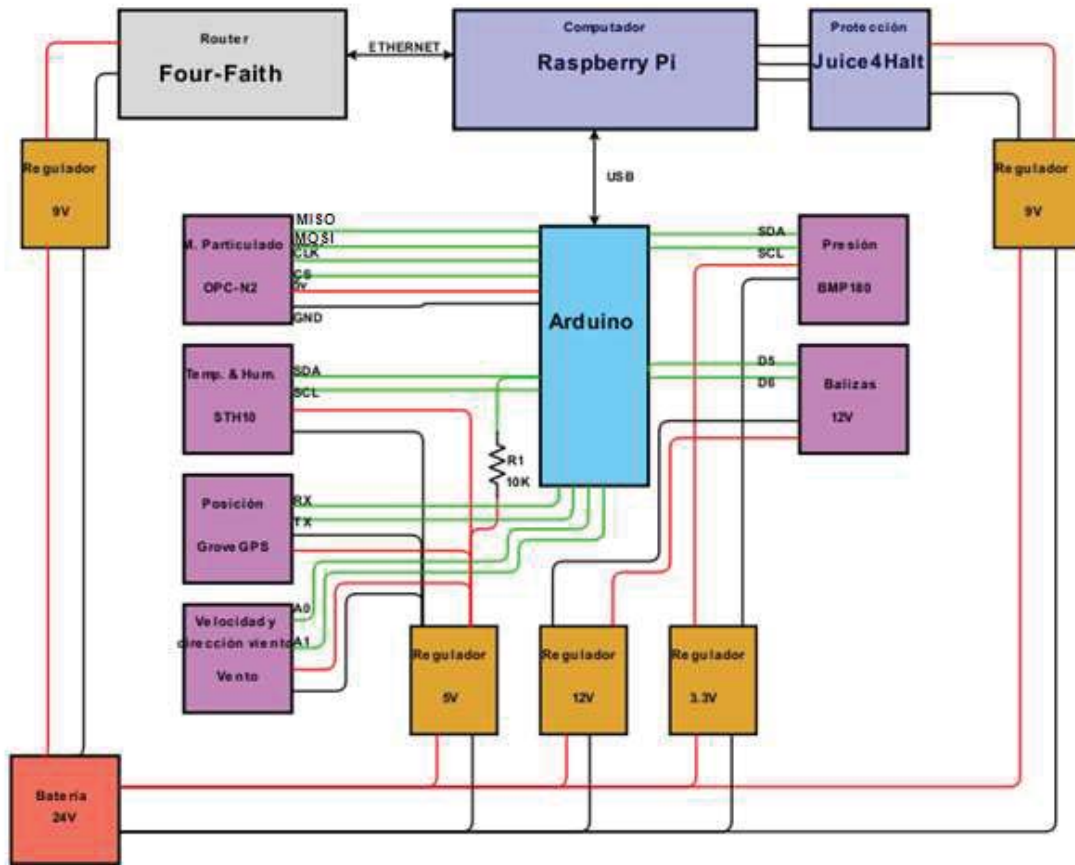 Router
Four-Faith
ETHERNET
Computador
Raspberry Pi
Protección
Juice4Halt
Regulador
9V
USB
Regulador
9V
M. Particulado
OPC-N2
MISO
MOSI
CLK
CS
5v
GND
Arduino
SDA
SCL
Presión
BMP180
Temp. & Hum.
STH10
SDA
SCL
R1
10K
D5
D6
Balizas
12V
Posición
Grove GPS
RX
TX
Velocidad y
dirección viento
Vento
A0
A1
Regulador
5V
Regulador
12V
Regulador
3.3V
Batería
24V